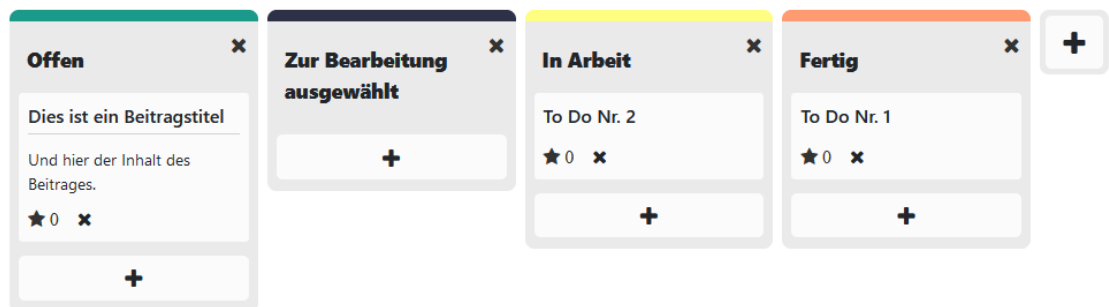 Offen
Dies ist ein Beitragstitel
Und hier der Inhalt des
Beitrages.
0
Zur Bearbeitung
ausgewählt
In Arbeit
To Do Nr. 2
0
Fertig
To Do Nr. 1
0